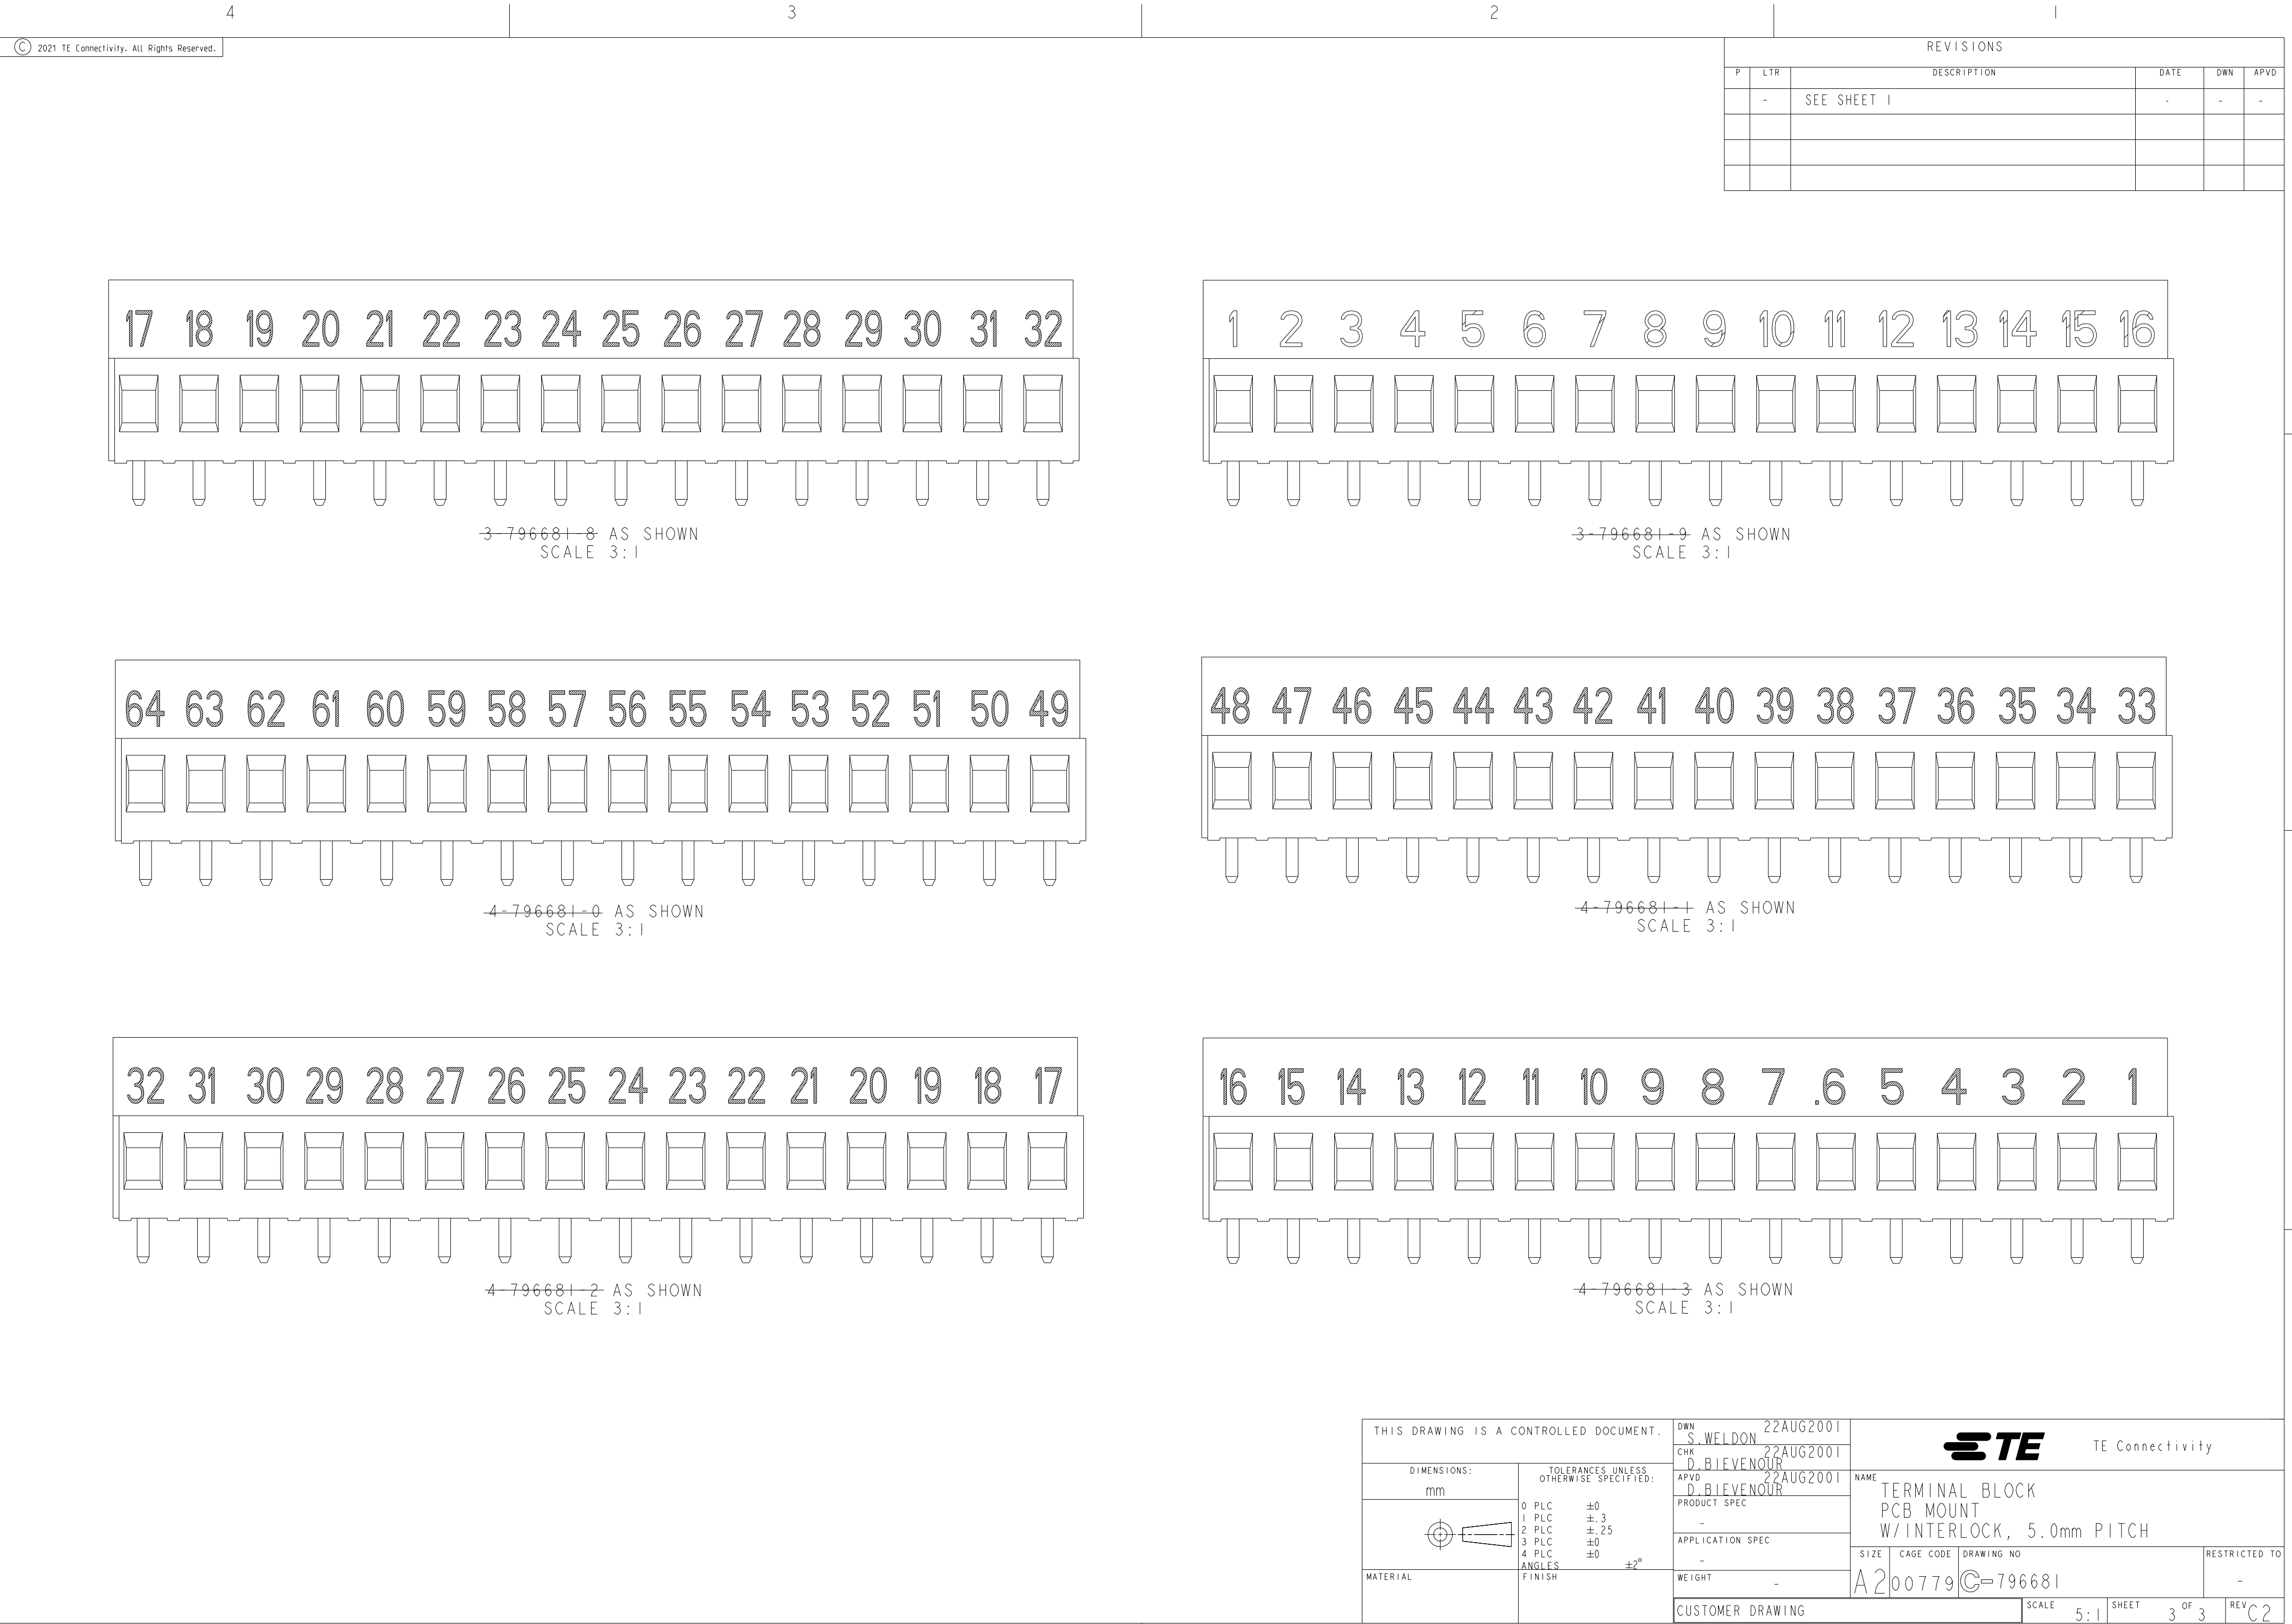 4 3 2 1
© 2021 TE Connectivity. All Rights Reserved.
REVISIONS
P LTR DESCRIPTION DATE DWN APVD
- SEE SHEET 1 - - -
17 18 19 20 21 22 23 24 25 26 27 28 29 30 31 32
3-796681-8 AS SHOWN
SCALE 3:1
1 2 3 4 5 6 7 8 9 10 11 12 13 14 15 16
3-796681-9 AS SHOWN
SCALE 3:1
64 63 62 61 60 59 58 57 56 55 54 53 52 51 50 49
4-796681-0 AS SHOWN
SCALE 3:1
48 47 46 45 44 43 42 41 40 39 38 37 36 35 34 33
4-796681-1 AS SHOWN
SCALE 3:1
32 31 30 29 28 27 26 25 24 23 22 21 20 19 18 17
4-796681-2 AS SHOWN
SCALE 3:1
16 15 14 13 12 11 10 9 8 7 .6 5 4 3 2 1
4-796681-3 AS SHOWN
SCALE 3:1
THIS DRAWING IS A CONTROLLED DOCUMENT.
DIMENSIONS:
mm
TOLERANCES UNLESS
OTHERWISE SPECIFIED:
0 PLC ±0
1 PLC ±.3
2 PLC ±.25
3 PLC ±0
4 PLC ±0
ANGLES ±2°
MATERIAL
FINISH
DWN 22AUG2001
S.WELDON
CHK 22AUG2001
D.BIEVENOUR
APVD 22AUG2001
D.BIEVENOUR
PRODUCT SPEC
-
APPLICATION SPEC
-
WEIGHT -
CUSTOMER DRAWING
TE TE Connectivity
NAME
TERMINAL BLOCK
PCB MOUNT
W/INTERLOCK, 5.0mm PITCH
SIZE CAGE CODE DRAWING NO RESTRICTED TO
A2 00779 C-796681 -
SCALE 5:1 SHEET 3 OF 3 REV C2